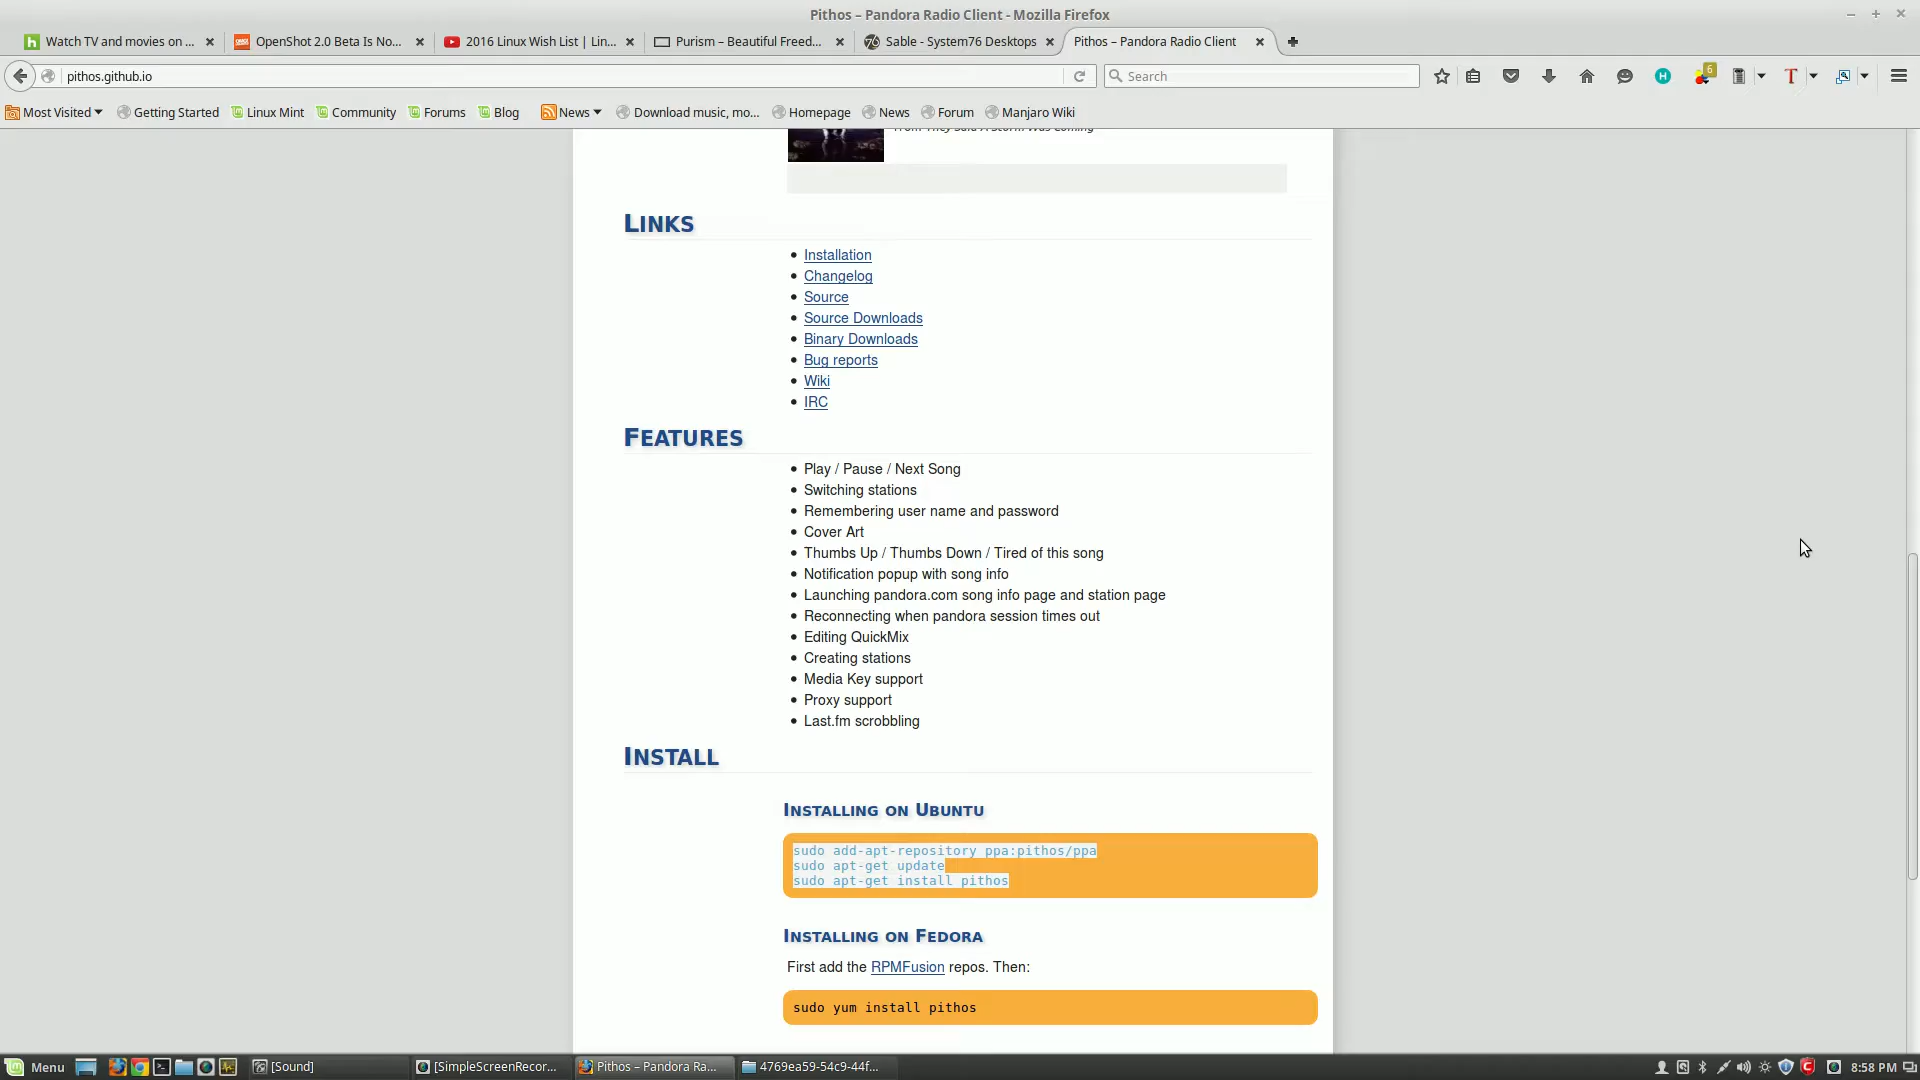 Pithos – Pandora Radio Client - Mozilla Firefox
Watch TV and movies on ...
OpenShot 2.0 Beta Is No...
2016 Linux Wish List | Lin...
Purism – Beautiful Freed...
Sable - System76 Desktops
Pithos – Pandora Radio Client
pithos.github.io
Search
6
Most Visited
Getting Started
Linux Mint
Community
Forums
Blog
News
Download music, mo...
Homepage
News
Forum
Manjaro Wiki
from They Said A Storm Was Coming
LINKS
Installation
Changelog
Source
Source Downloads
Binary Downloads
Bug reports
Wiki
IRC
FEATURES
Play / Pause / Next Song
Switching stations
Remembering user name and password
Cover Art
Thumbs Up / Thumbs Down / Tired of this song
Notification popup with song info
Launching pandora.com song info page and station page
Reconnecting when pandora session times out
Editing QuickMix
Creating stations
Media Key support
Proxy support
Last.fm scrobbling
INSTALL
INSTALLING ON UBUNTU
sudo add-apt-repository ppa:pithos/ppa
sudo apt-get update
sudo apt-get install pithos
INSTALLING ON FEDORA
First add the RPMFusion repos. Then:
sudo yum install pithos
Menu
[Sound]
[SimpleScreenRecor...
Pithos – Pandora Ra...
4769ea59-54c9-44f...
8:58 PM